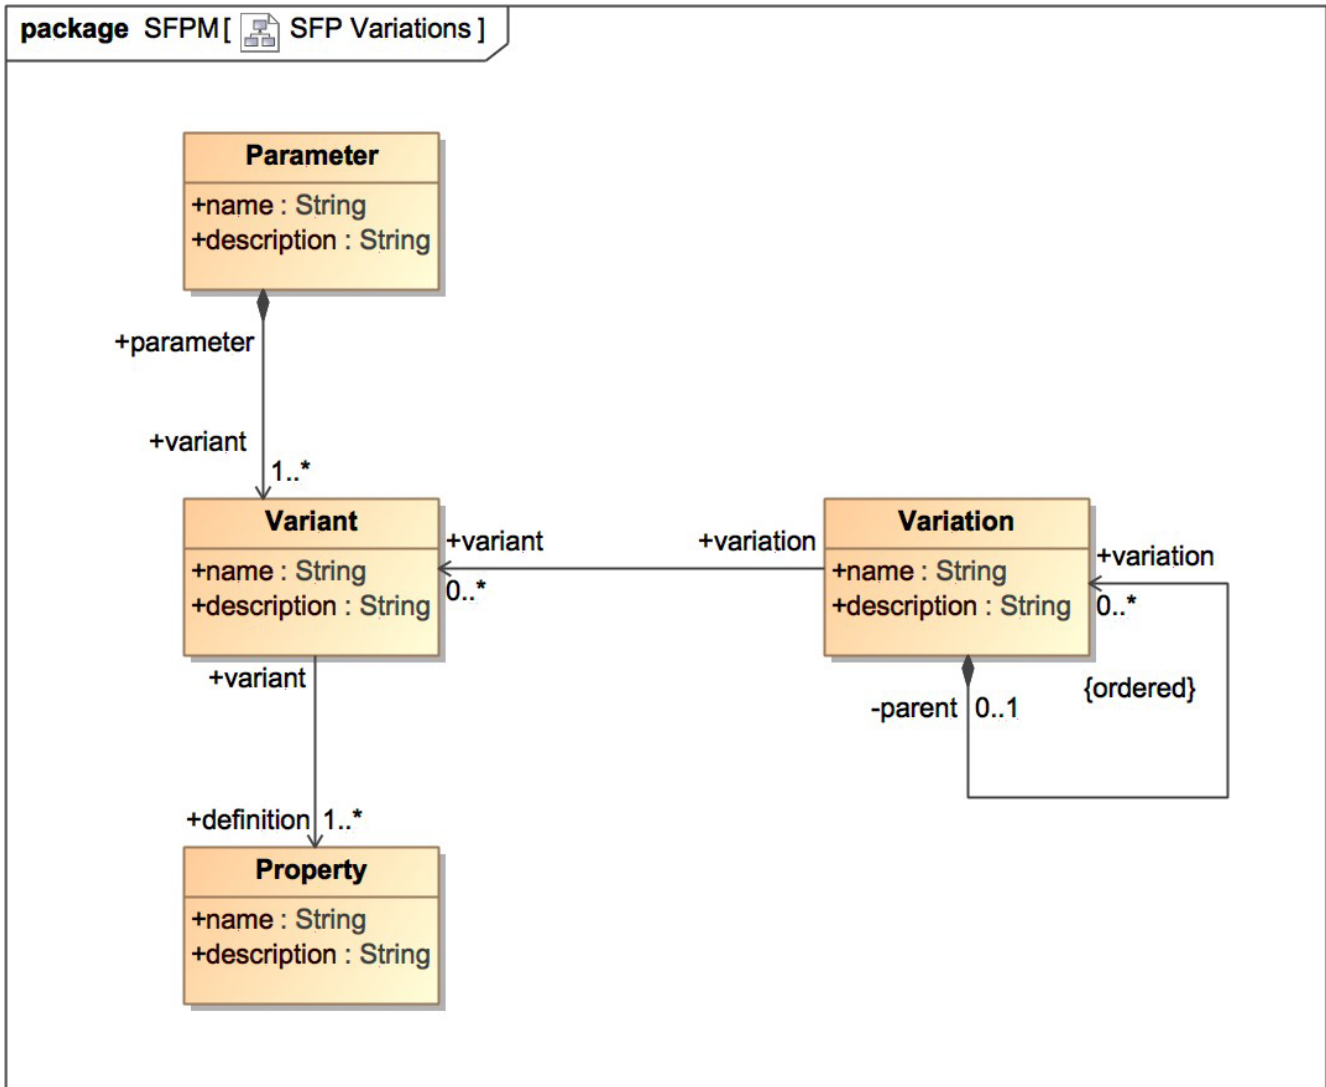 package SFPM [ SFP Variations ]
Parameter
+name : String
+description : String
+parameter
+variant
1..*
Variant
+name : String
+description : String
+variant
0..*
+variation
Variation
+name : String
+description : String
+variation
0..*
{ordered}
-parent
0..1
+variant
+definition
1..*
Property
+name : String
+description : String